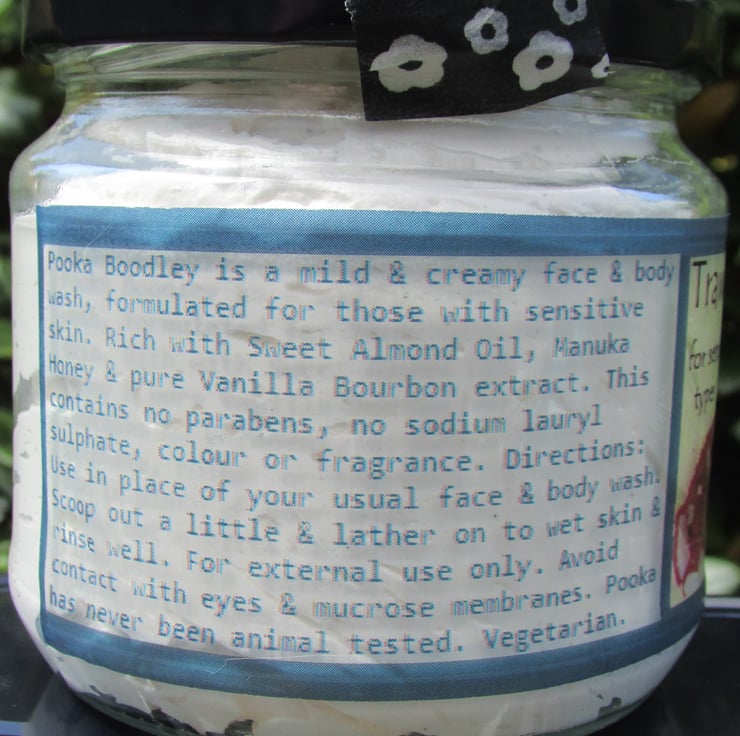 Pooka Boodley is a mild & creamy face & body
wash, formulated for those with sensitive
skin. Rich with Sweet Almond Oil, Manuka
Honey & pure Vanilla Bourbon extract. This
contains no parabens, no sodium lauryl
sulphate, colour or fragrance. Directions:
Use in place of your usual face & body wash.
Scoop out a little & lather on to wet skin &
rinse well. For external use only. Avoid
contact with eyes & mucrose membranes. Pooka
has never been animal tested. Vegetarian.
for